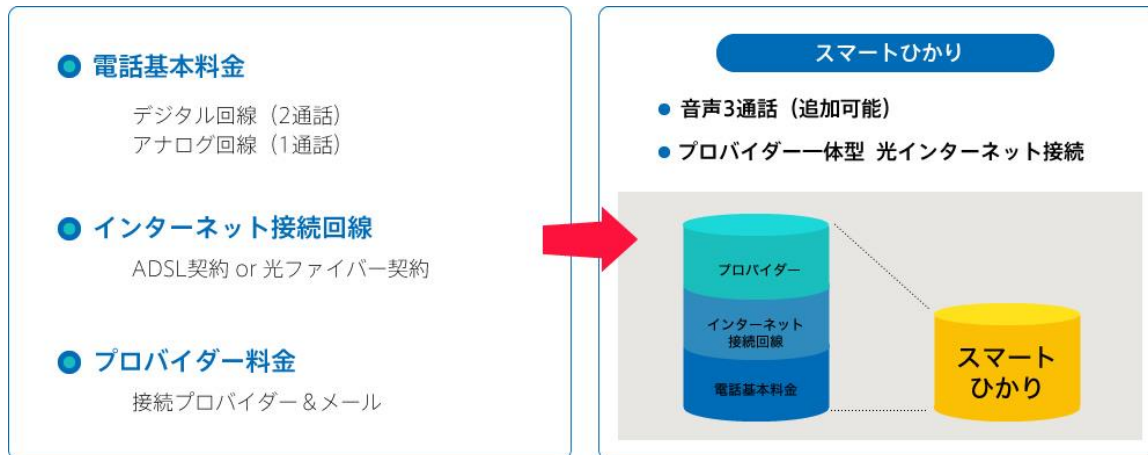 電話基本料金
デジタル回線（2通話）
アナログ回線（1通話）
インターネット接続回線
ADSL契約 or 光ファイバー契約
プロバイダー料金
接続プロバイダー＆メール
スマートひかり
音声3通話（追加可能）
プロバイダー一体型 光インターネット接続
プロバイダー
インターネット
接続回線
電話基本料金
スマート
ひかり